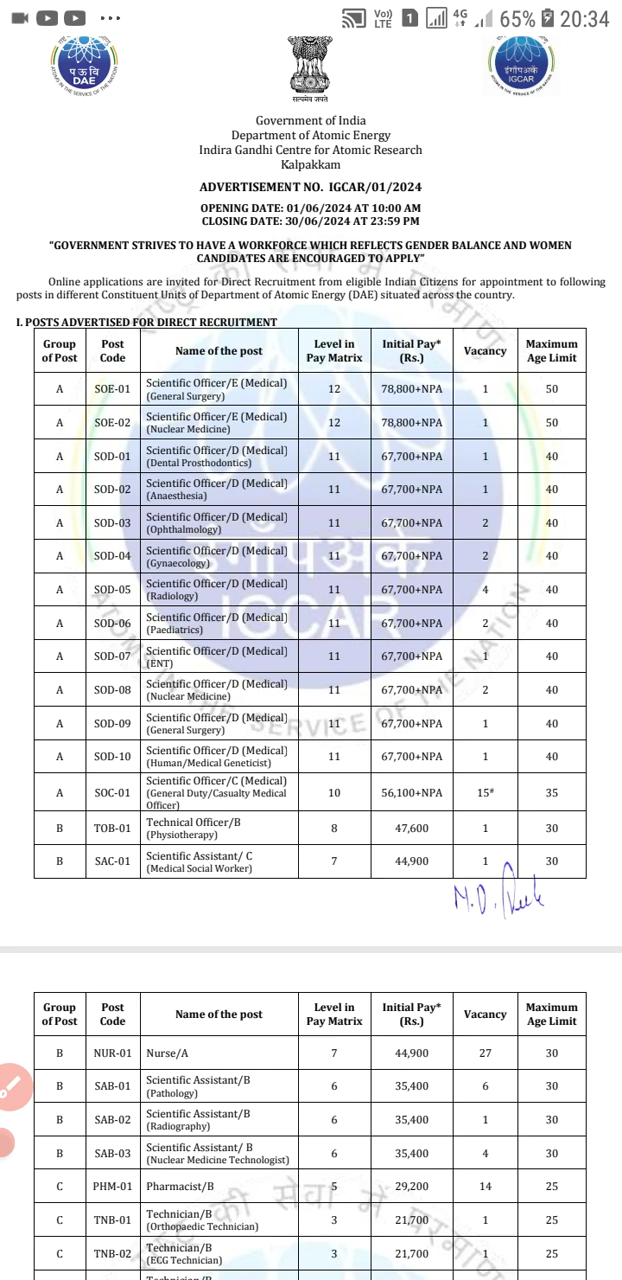 Vo)) LTE 1 4G 65% 20:34
प ऊ वि
DAE
ATOMS IN THE SERVICE OF THE NATION
सत्यमेव जयते
इंगांपअकें
IGCAR
Government of India
Department of Atomic Energy
Indira Gandhi Centre for Atomic Research
Kalpakkam
ADVERTISEMENT NO. IGCAR/01/2024
OPENING DATE: 01/06/2024 AT 10:00 AM
CLOSING DATE: 30/06/2024 AT 23:59 PM
"GOVERNMENT STRIVES TO HAVE A WORKFORCE WHICH REFLECTS GENDER BALANCE AND WOMEN
CANDIDATES ARE ENCOURAGED TO APPLY"
Online applications are invited for Direct Recruitment from eligible Indian Citizens for appointment to following
posts in different Constituent Units of Department of Atomic Energy (DAE) situated across the country.
I. POSTS ADVERTISED FOR DIRECT RECRUITMENT
Group of Post Post Code Name of the post Level in Pay Matrix Initial Pay* (Rs.) Vacancy Maximum Age Limit
A SOE-01 Scientific Officer/E (Medical) (General Surgery) 12 78,800+NPA 1 50
A SOE-02 Scientific Officer/E (Medical) (Nuclear Medicine) 12 78,800+NPA 1 50
A SOD-01 Scientific Officer/D (Medical) (Dental Prosthodontics) 11 67,700+NPA 1 40
A SOD-02 Scientific Officer/D (Medical) (Anaesthesia) 11 67,700+NPA 1 40
A SOD-03 Scientific Officer/D (Medical) (Ophthalmology) 11 67,700+NPA 2 40
A SOD-04 Scientific Officer/D (Medical) (Gynaecology) 11 67,700+NPA 2 40
A SOD-05 Scientific Officer/D (Medical) (Radiology) 11 67,700+NPA 4 40
A SOD-06 Scientific Officer/D (Medical) (Paediatrics) 11 67,700+NPA 2 40
A SOD-07 Scientific Officer/D (Medical) (ENT) 11 67,700+NPA 1 40
A SOD-08 Scientific Officer/D (Medical) (Nuclear Medicine) 11 67,700+NPA 2 40
A SOD-09 Scientific Officer/D (Medical) (General Surgery) 11 67,700+NPA 1 40
A SOD-10 Scientific Officer/D (Medical) (Human/Medical Geneticist) 11 67,700+NPA 1 40
A SOC-01 Scientific Officer/C (Medical) (General Duty/Casualty Medical Officer) 10 56,100+NPA 15# 35
B TOB-01 Technical Officer/B (Physiotherapy) 8 47,600 1 30
B SAC-01 Scientific Assistant/ C (Medical Social Worker) 7 44,900 1 30
IGCAR
ATOMS IN THE SERVICE OF THE NATION
Group of Post Post Code Name of the post Level in Pay Matrix Initial Pay* (Rs.) Vacancy Maximum Age Limit
B NUR-01 Nurse/A 7 44,900 27 30
B SAB-01 Scientific Assistant/B (Pathology) 6 35,400 6 30
B SAB-02 Scientific Assistant/B (Radiography) 6 35,400 1 30
B SAB-03 Scientific Assistant/ B (Nuclear Medicine Technologist) 6 35,400 4 30
C PHM-01 Pharmacist/B 5 29,200 14 25
C TNB-01 Technician/B (Orthopaedic Technician) 3 21,700 1 25
C TNB-02 Technician/B (ECG Technician) 3 21,700 1 25